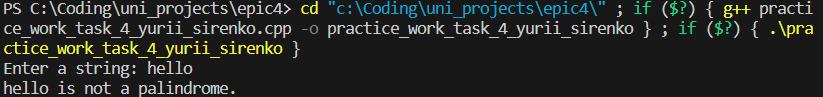 PS C:\Coding\uni_projects\epic4> cd "c:\Coding\uni_projects\epic4\" ; if ($?) { g++ practi
ce_work_task_4_yurii_sirenko.cpp -o practice_work_task_4_yurii_sirenko } ; if ($?) { .\pra
ctice_work_task_4_yurii_sirenko }
Enter a string: hello
hello is not a palindrome.